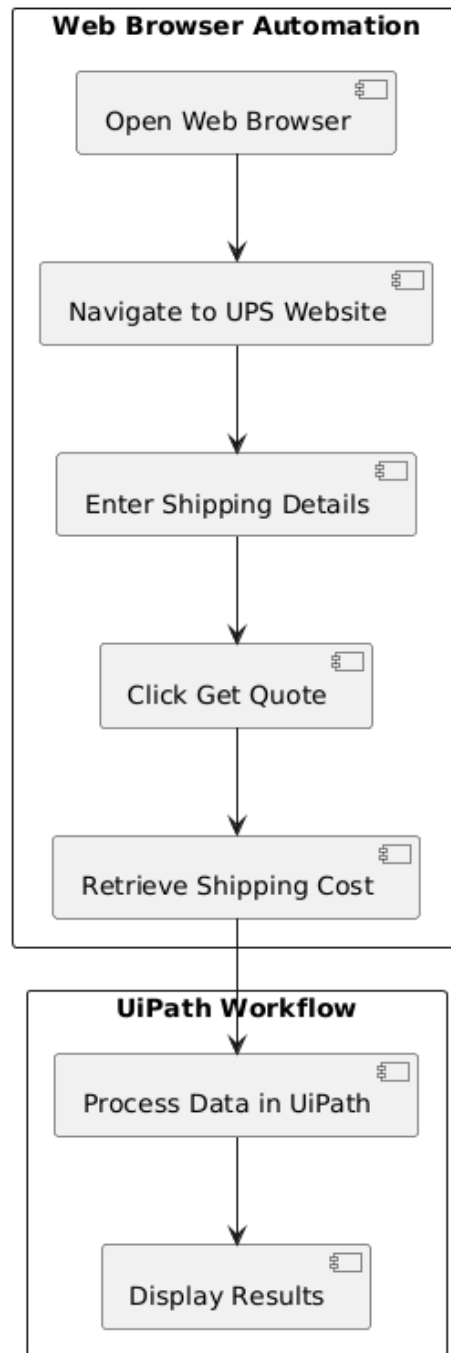 Web Browser Automation
Open Web Browser
Navigate to UPS Website
Enter Shipping Details
Click Get Quote
Retrieve Shipping Cost
UiPath Workflow
Process Data in UiPath
Display Results